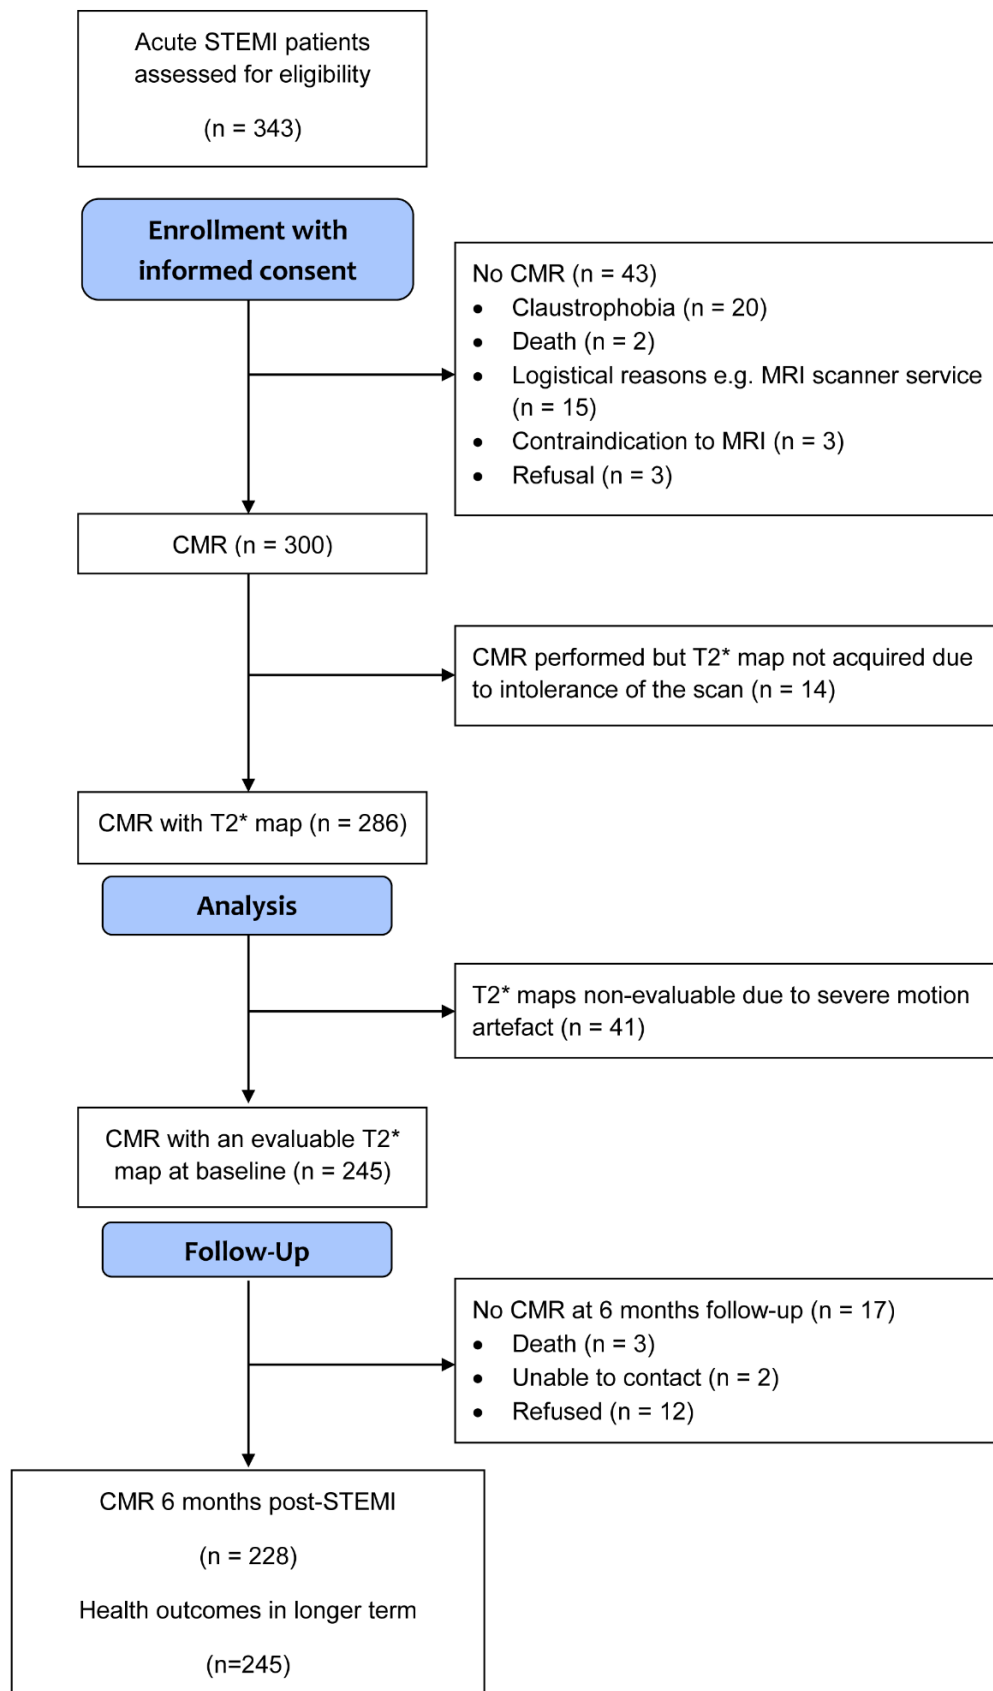 Acute STEMI patients
assessed for eligibility
(n = 343)
Enrollment with
informed consent
No CMR (n = 43)
• Claustrophobia (n = 20)
• Death (n = 2)
• Logistical reasons e.g. MRI scanner service
(n = 15)
• Contraindication to MRI (n = 3)
• Refusal (n = 3)
CMR (n = 300)
CMR performed but T2* map not acquired due
to intolerance of the scan (n = 14)
CMR with T2* map (n = 286)
Analysis
T2* maps non-evaluable due to severe motion
artefact (n = 41)
CMR with an evaluable T2*
map at baseline (n = 245)
Follow-Up
No CMR at 6 months follow-up (n = 17)
• Death (n = 3)
• Unable to contact (n = 2)
• Refused (n = 12)
CMR 6 months post-STEMI
(n = 228)
Health outcomes in longer term
(n=245)